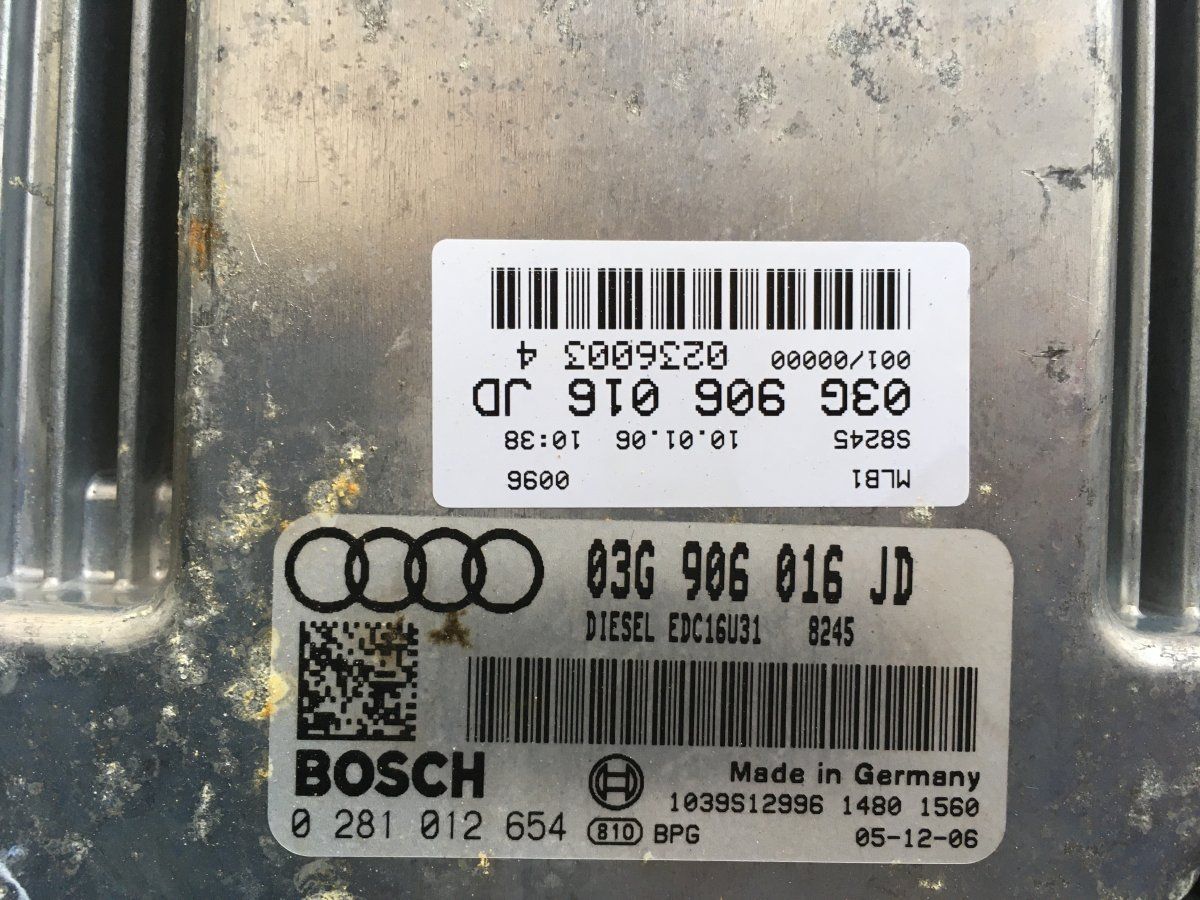 MLB1 0096
S8245 10.01.06 10:38
03G 906 016 JD
001/00000 0236003 4
03G 906 016 JD
DIESEL EDC16U31 8245
BOSCH
Made in Germany
1039S12996 1480 1560
0 281 012 654 810 BPG 05-12-06